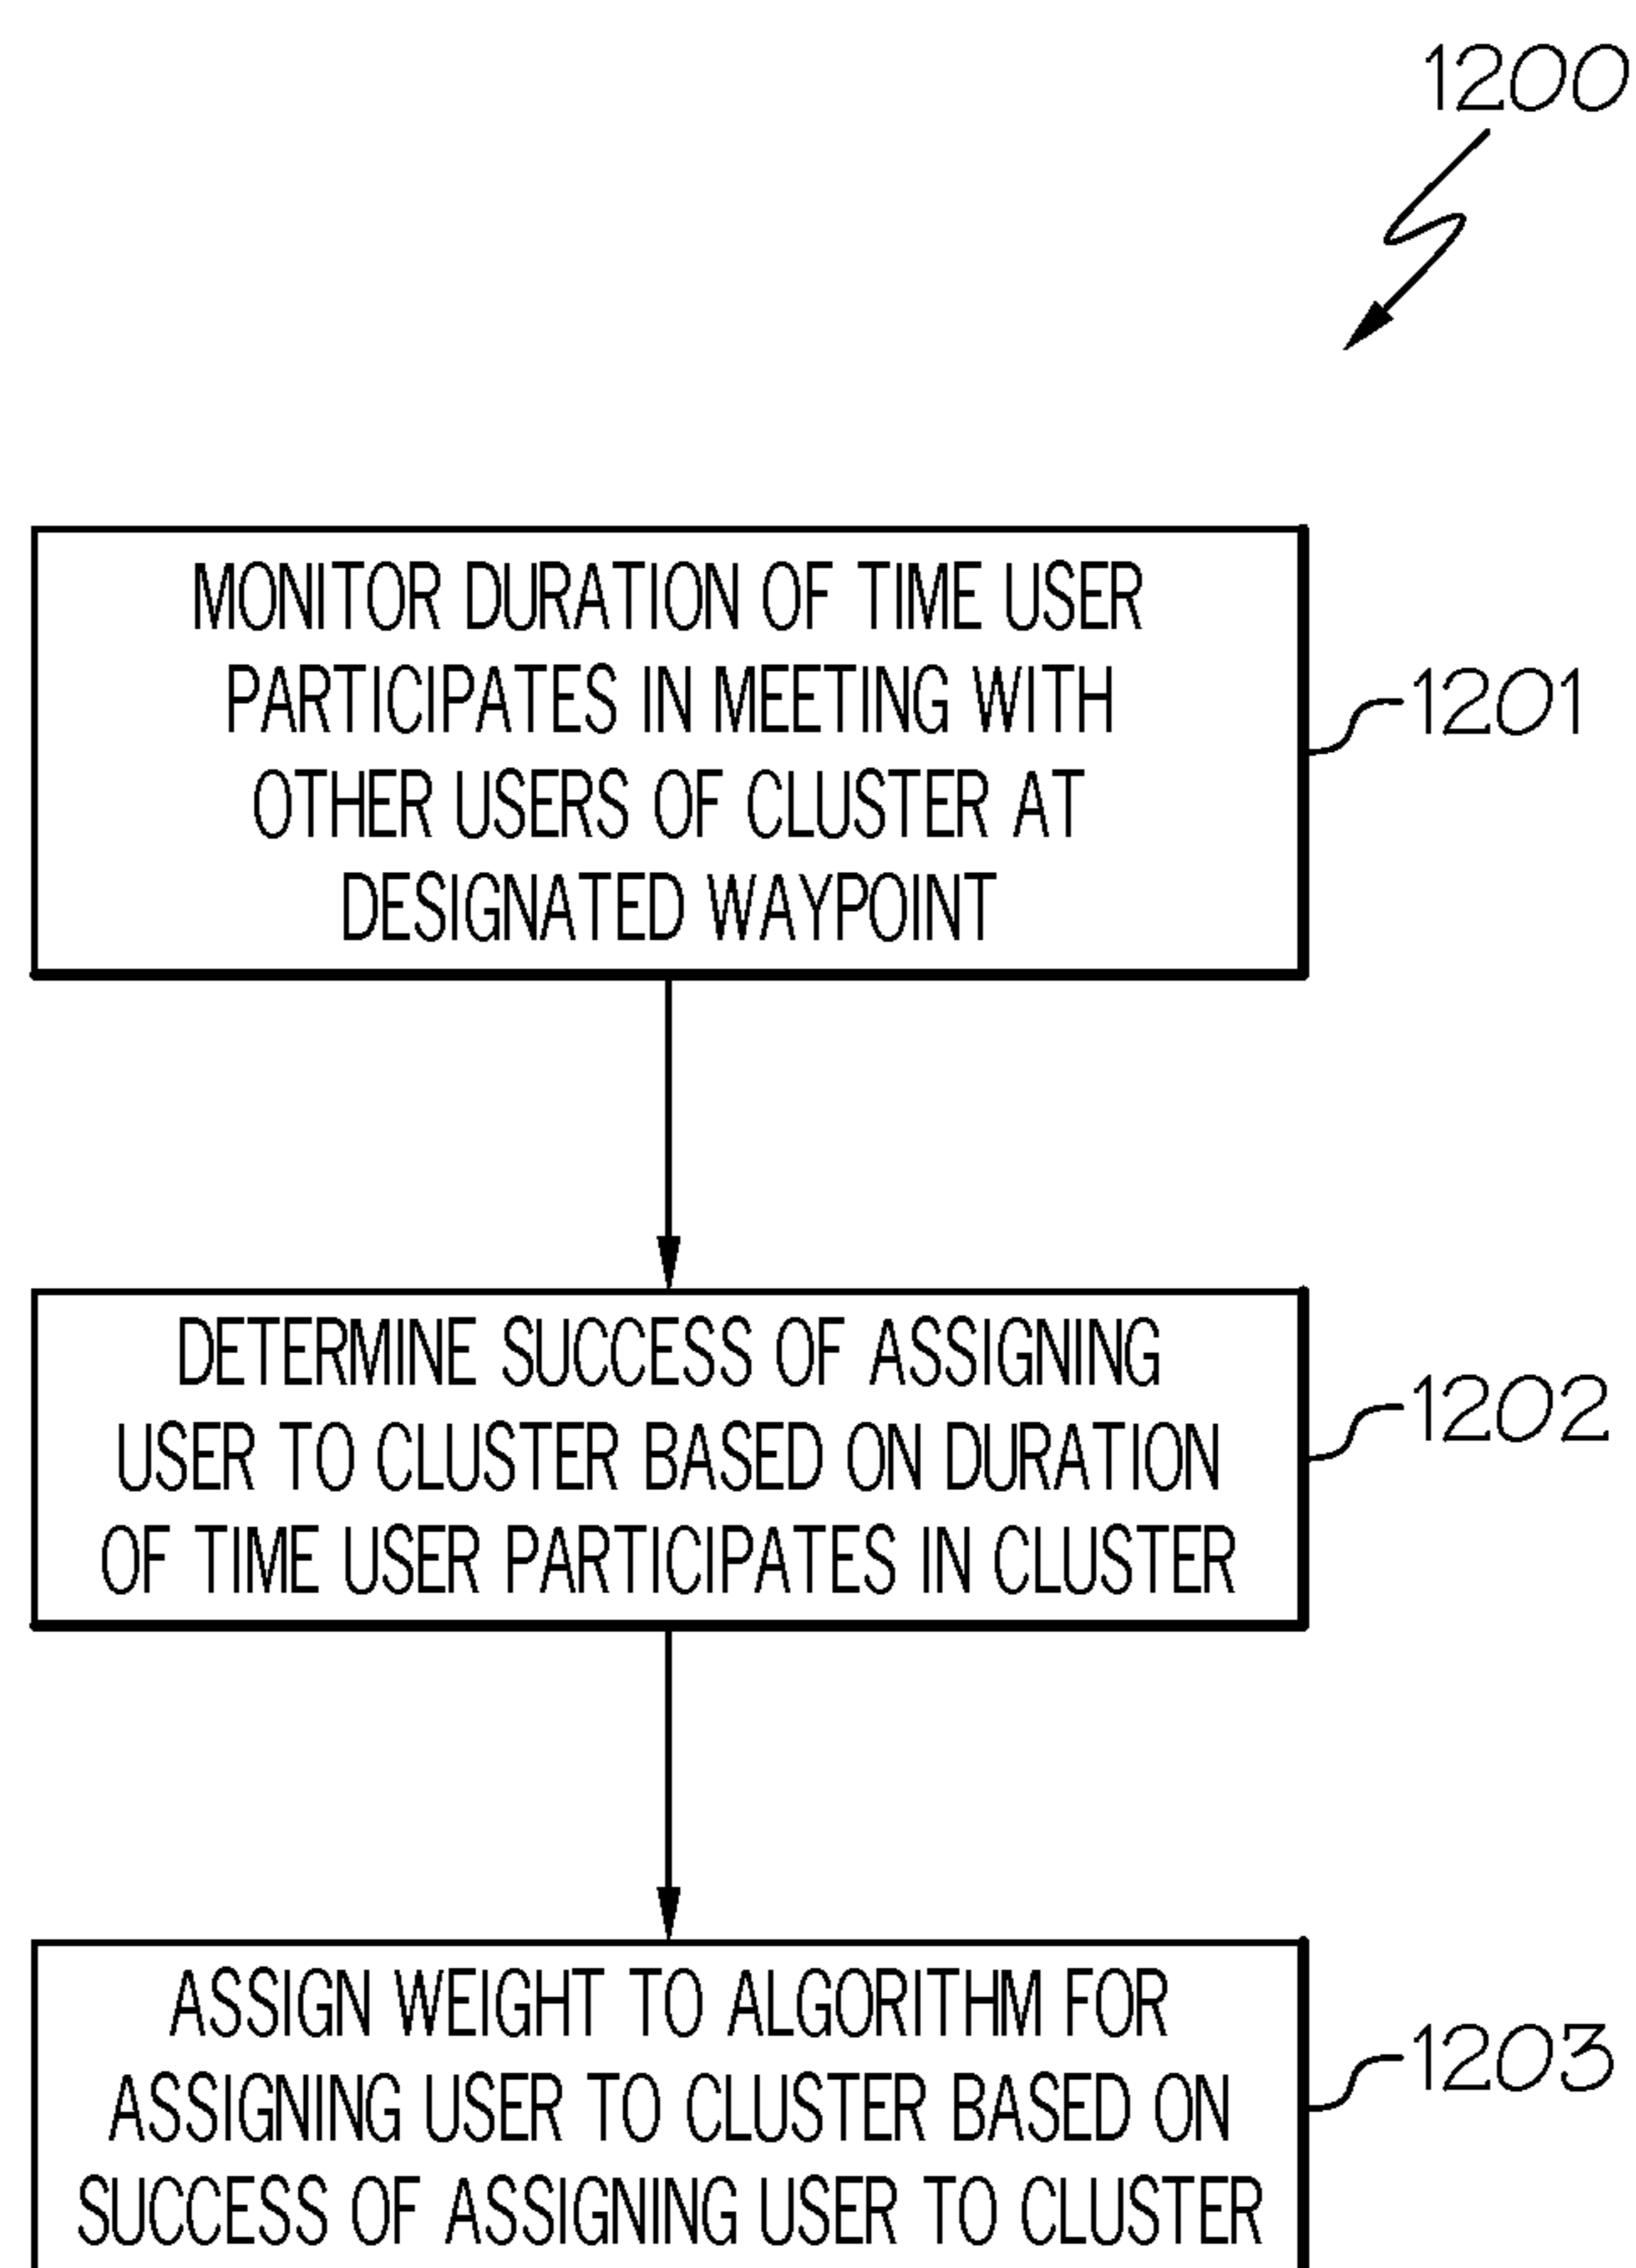 1200
MONITOR DURATION OF TIME USER
PARTICIPATES IN MEETING WITH
OTHER USERS OF CLUSTER AT
DESIGNATED WAYPOINT
1201
DETERMINE SUCCESS OF ASSIGNING
USER TO CLUSTER BASED ON DURATION
OF TIME USER PARTICIPATES IN CLUSTER
1202
ASSIGN WEIGHT TO ALGORITHM FOR
ASSIGNING USER TO CLUSTER BASED ON
SUCCESS OF ASSIGNING USER TO CLUSTER
1203